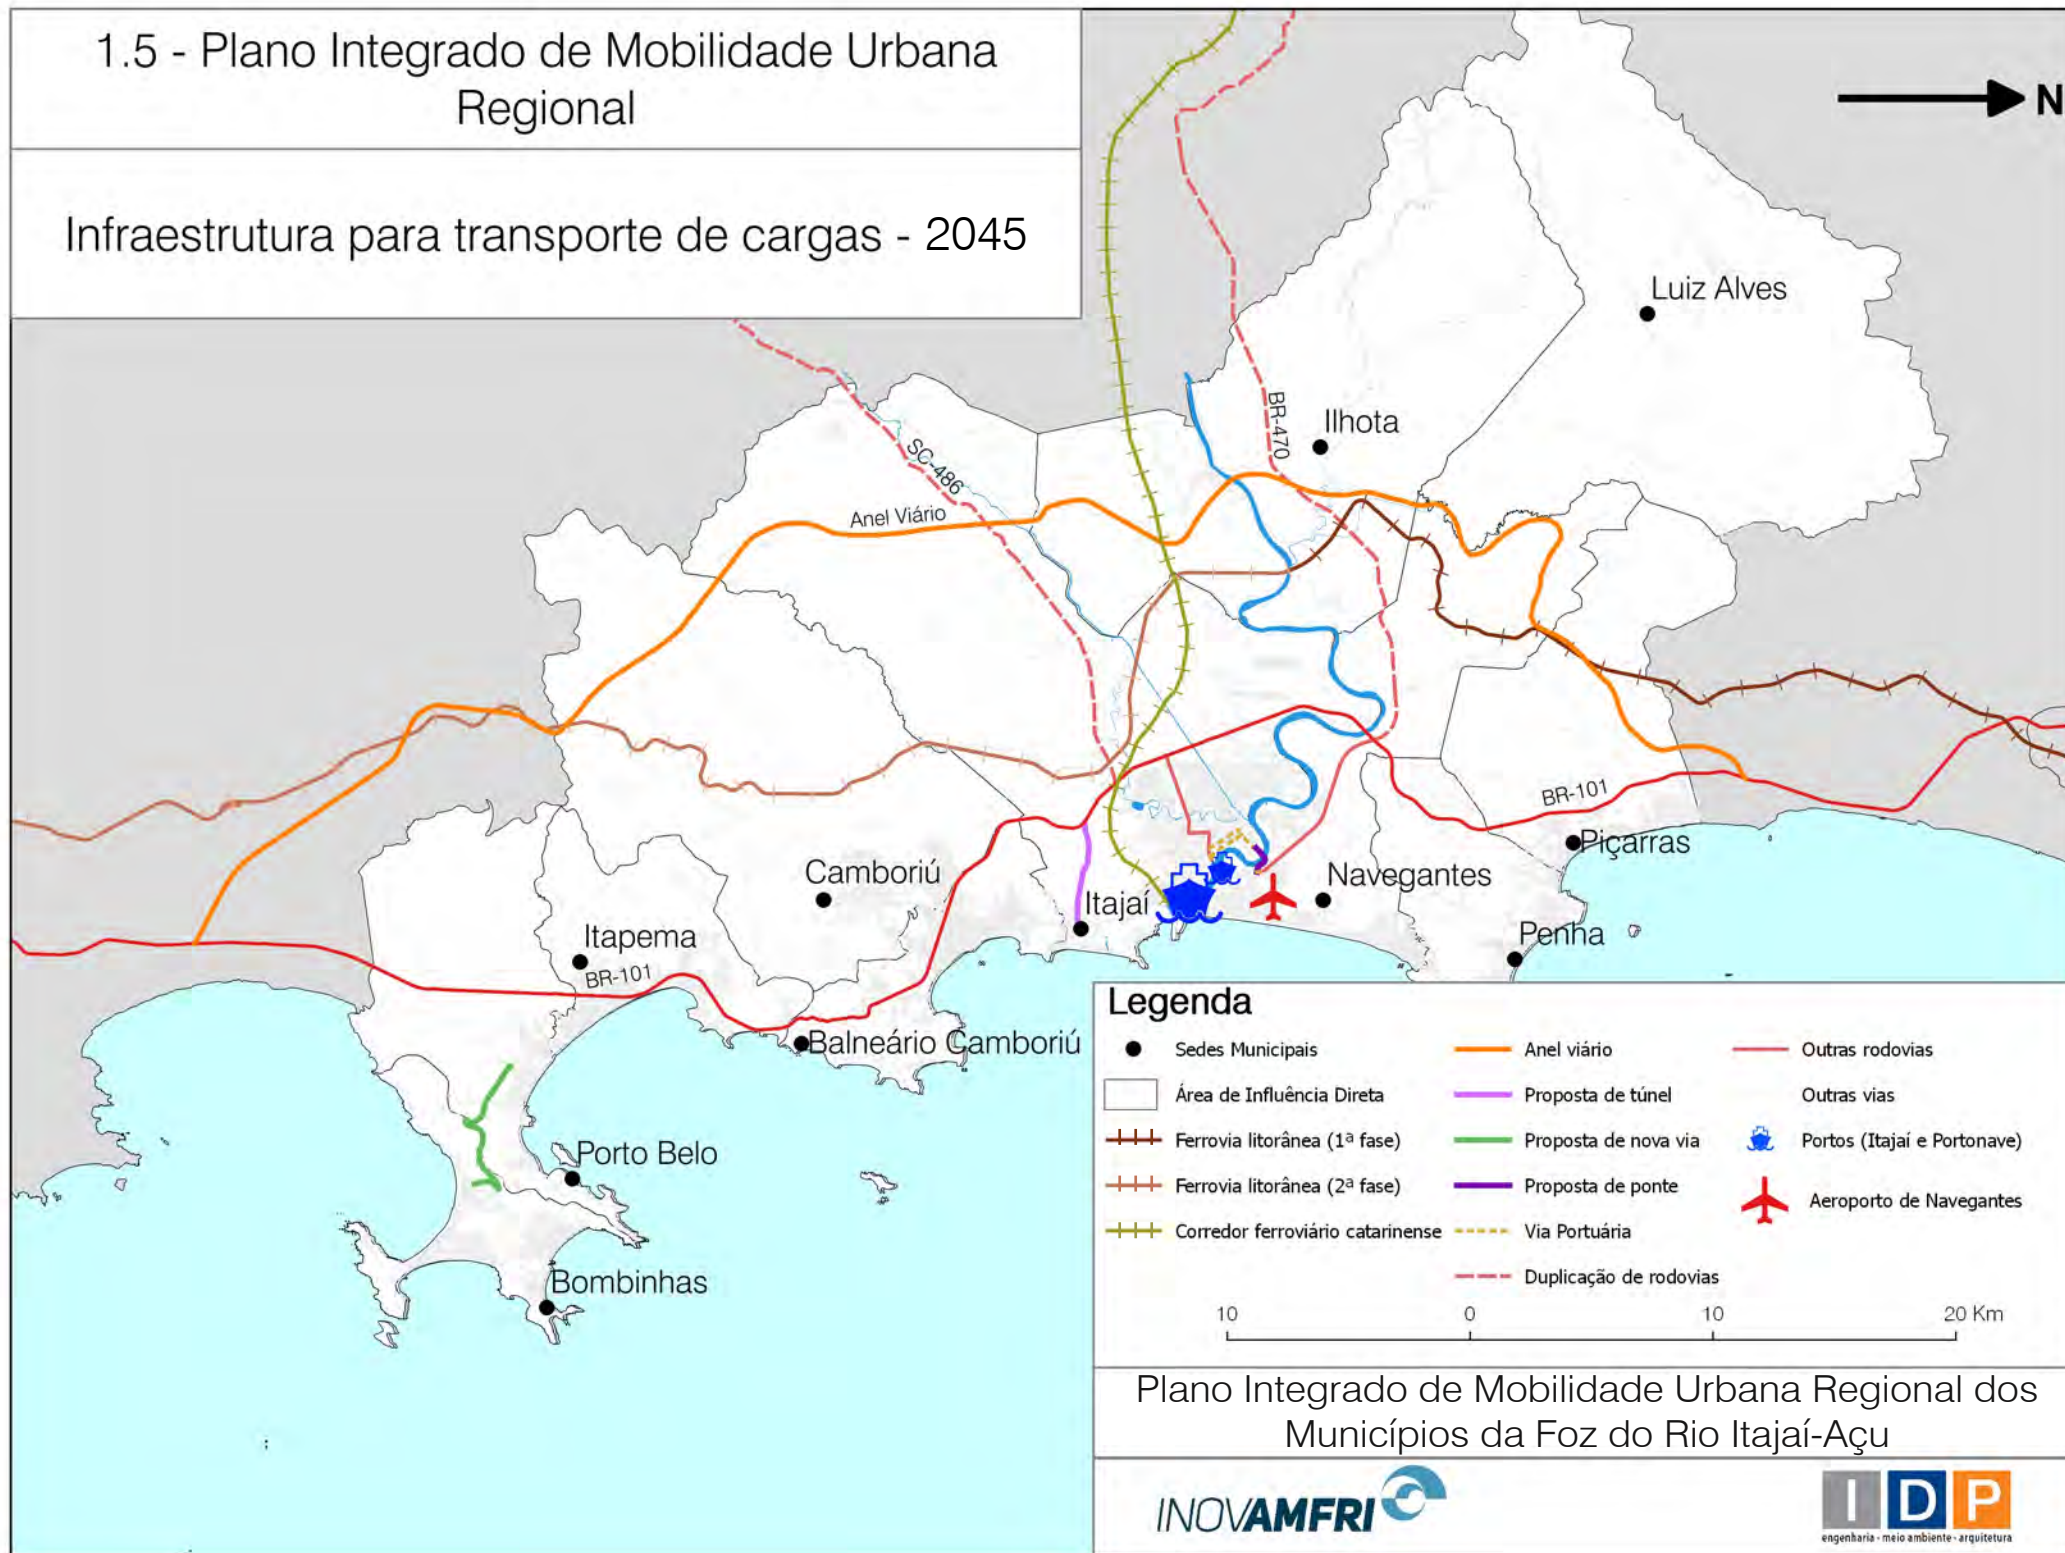 1.5 - Plano Integrado de Mobilidade Urbana
Regional
Infraestrutura para transporte de cargas - 2045
N
Luiz Alves
BR-470
Ilhota
SC-486
Anel Viário
BR-101
Piçarras
Camboriú
Navegantes
Itajaí
Itapema
Penha
BR-101
Balneário Camboriú
Porto Belo
Bombinhas
Legenda
Sedes Municipais
Área de Influência Direta
Ferrovia litorânea (1ª fase)
Ferrovia litorânea (2ª fase)
Corredor ferroviário catarinense
Anel viário
Proposta de túnel
Proposta de nova via
Proposta de ponte
Via Portuária
Duplicação de rodovias
Outras rodovias
Outras vias
Portos (Itajaí e Portonave)
Aeroporto de Navegantes
10 0 10 20 Km
Plano Integrado de Mobilidade Urbana Regional dos
Municípios da Foz do Rio Itajaí-Açu
INOVAMFRI
IDP
engenharia - meio ambiente - arquitetura